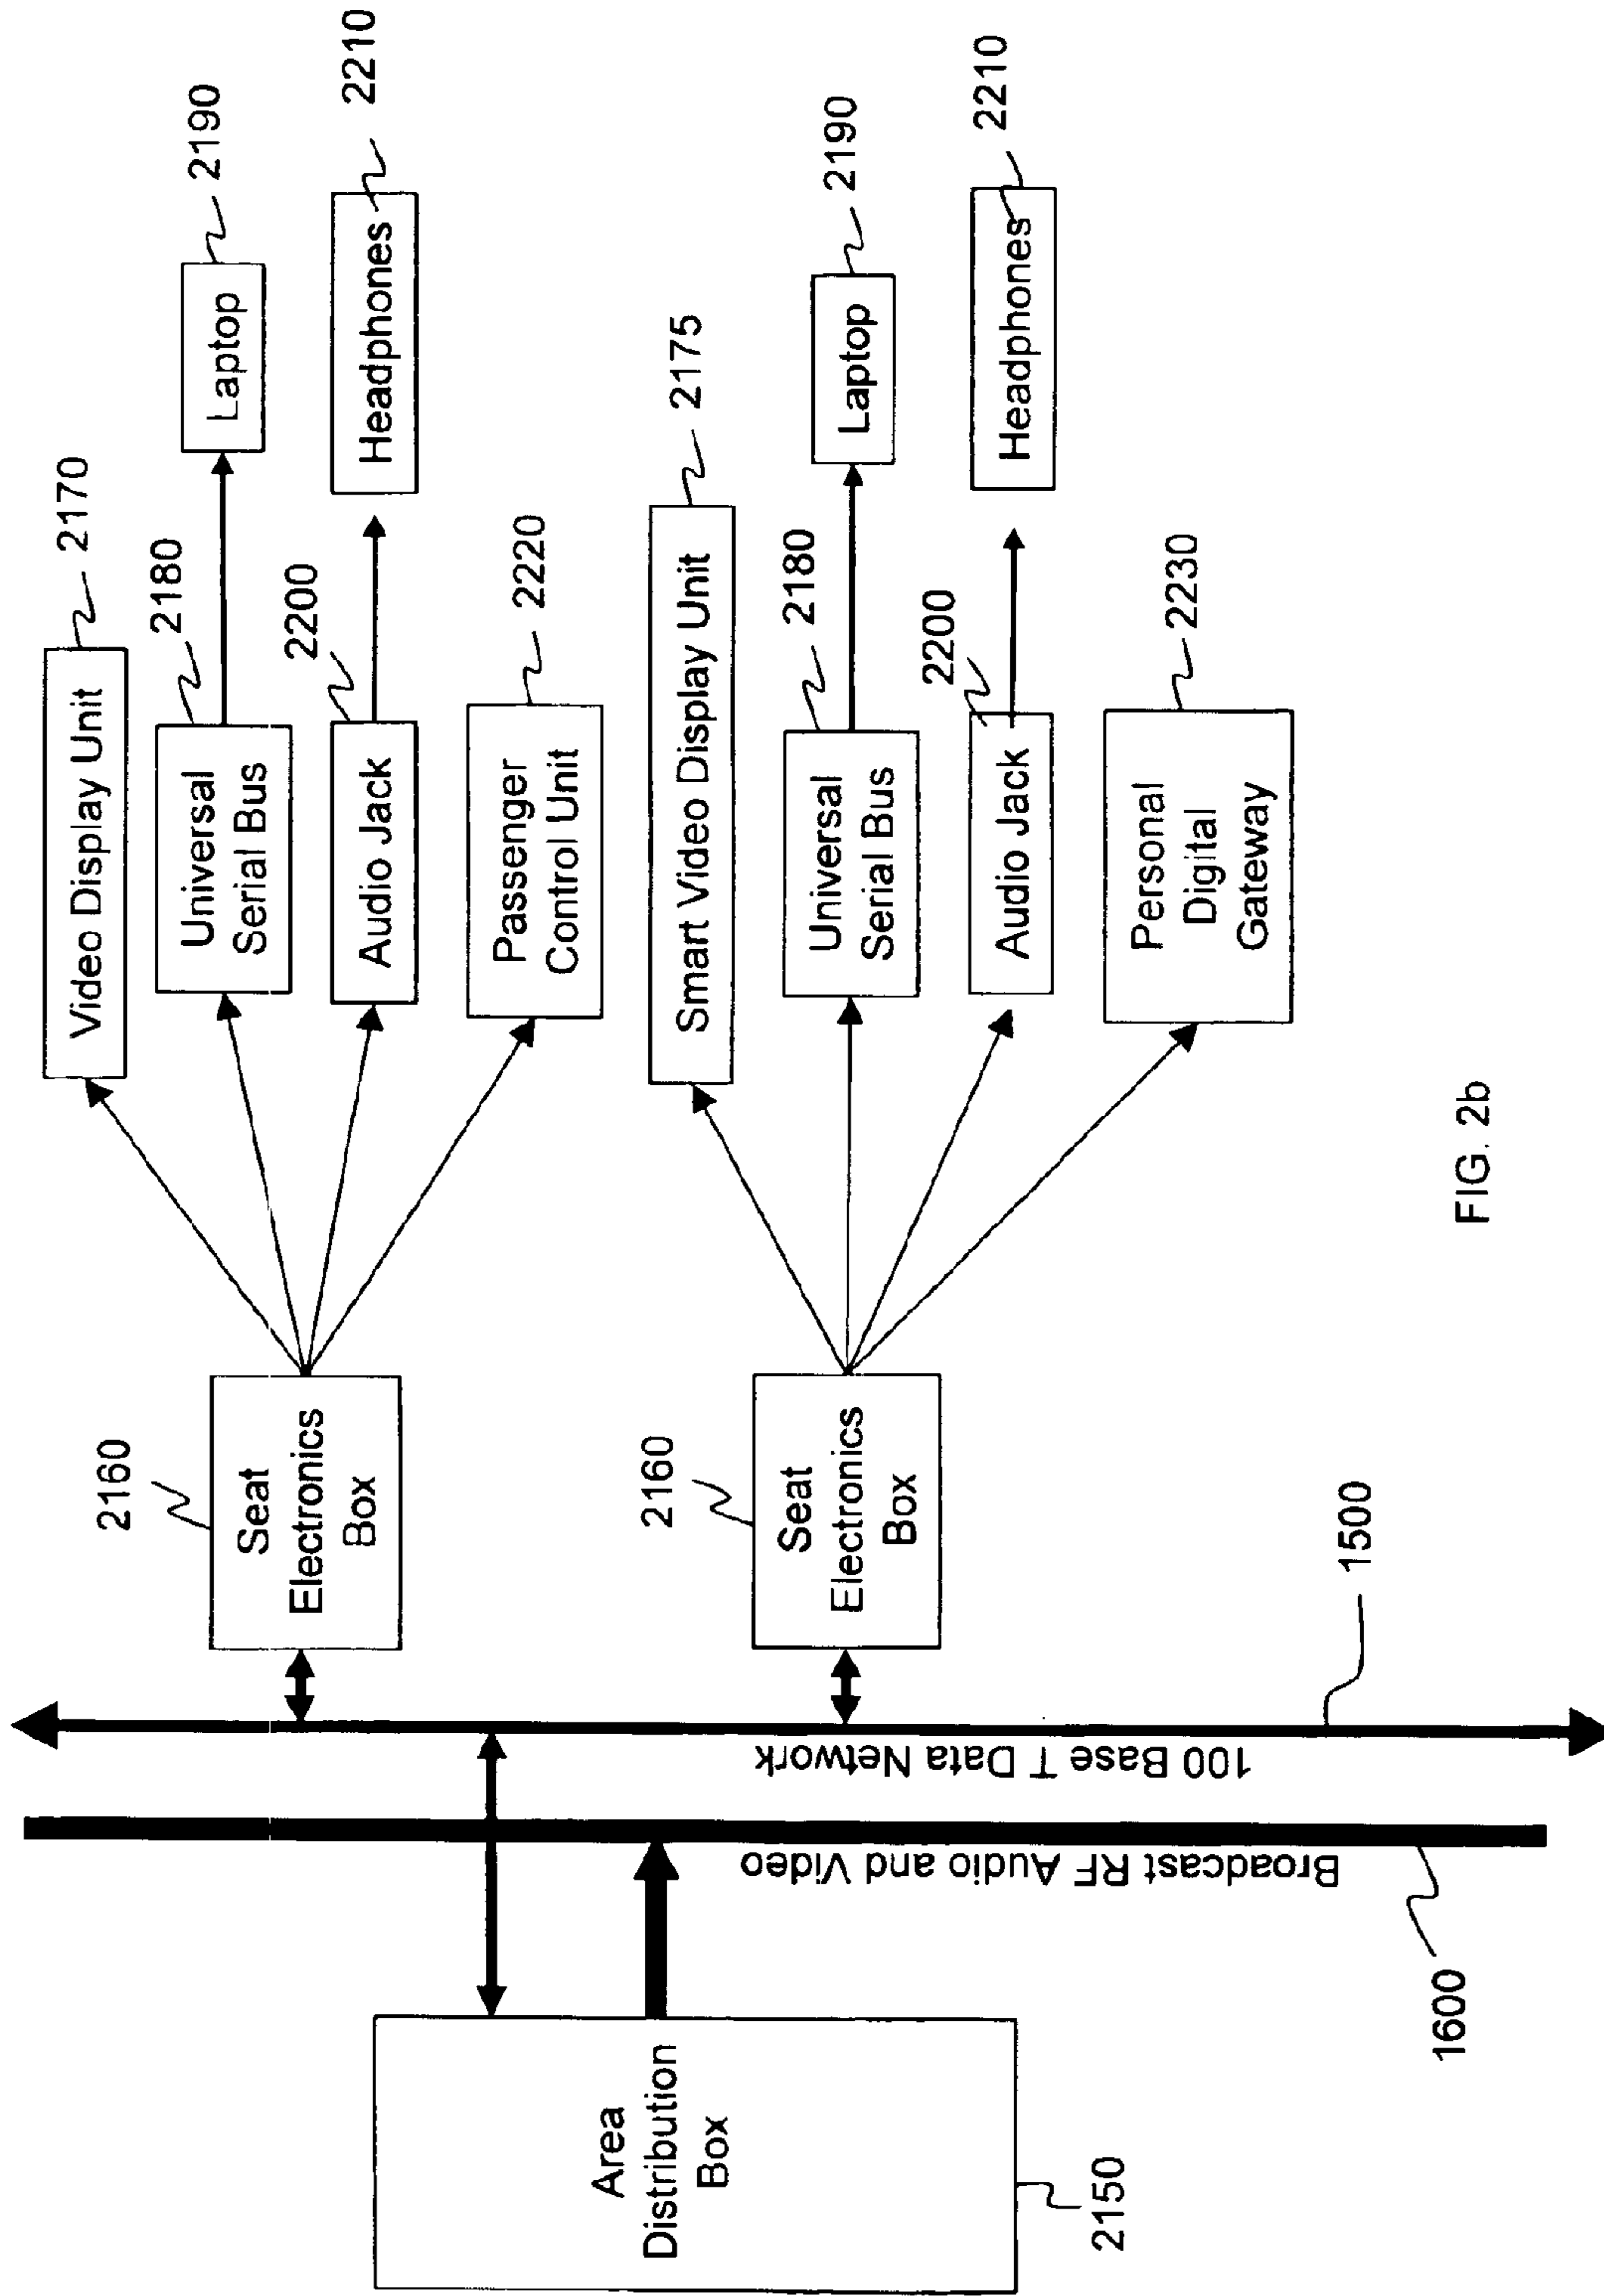 Area
Distribution
Box
2150
Broadcast RF Audio and Video
1600
100 Base T Data Network
1500
2160
Seat
Electronics
Box
Video Display Unit
2170
Universal
Serial Bus
2180
Laptop
2190
Audio Jack
2200
Headphones
2210
Passenger
Control Unit
2220
2160
Seat
Electronics
Box
Smart Video Display Unit
2175
Universal
Serial Bus
2180
Laptop
2190
Audio Jack
2200
Headphones
2210
Personal
Digital
Gateway
2230
FIG. 2b